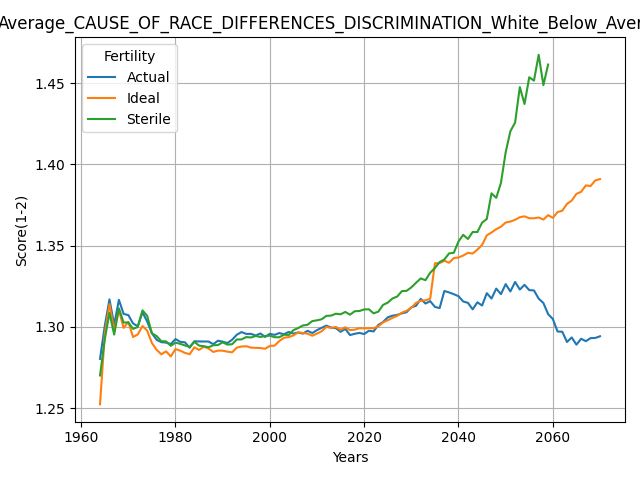 Average_CAUSE_OF_RACE_DIFFERENCES_DISCRIMINATION_White_Below_Aver
Fertility
Actual
Ideal
Sterile
1.45
1.40
1.35
1.30
1.25
Score(1-2)
1960 1980 2000 2020 2040 2060
Years